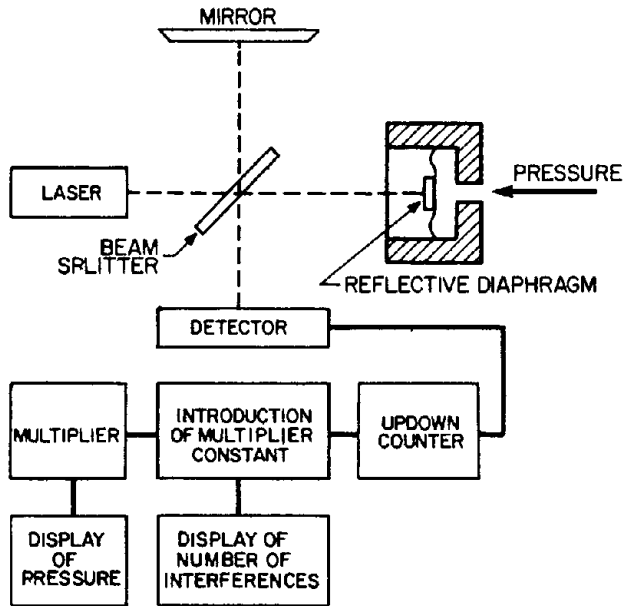 MIRROR
LASER
PRESSURE
BEAM
SPLITTER
REFLECTIVE DIAPHRAGM
DETECTOR
MULTIPLIER
INTRODUCTION
OF MULTIPLIER
CONSTANT
UPDOWN
COUNTER
DISPLAY
OF
PRESSURE
DISPLAY OF
NUMBER OF
INTERFERENCES